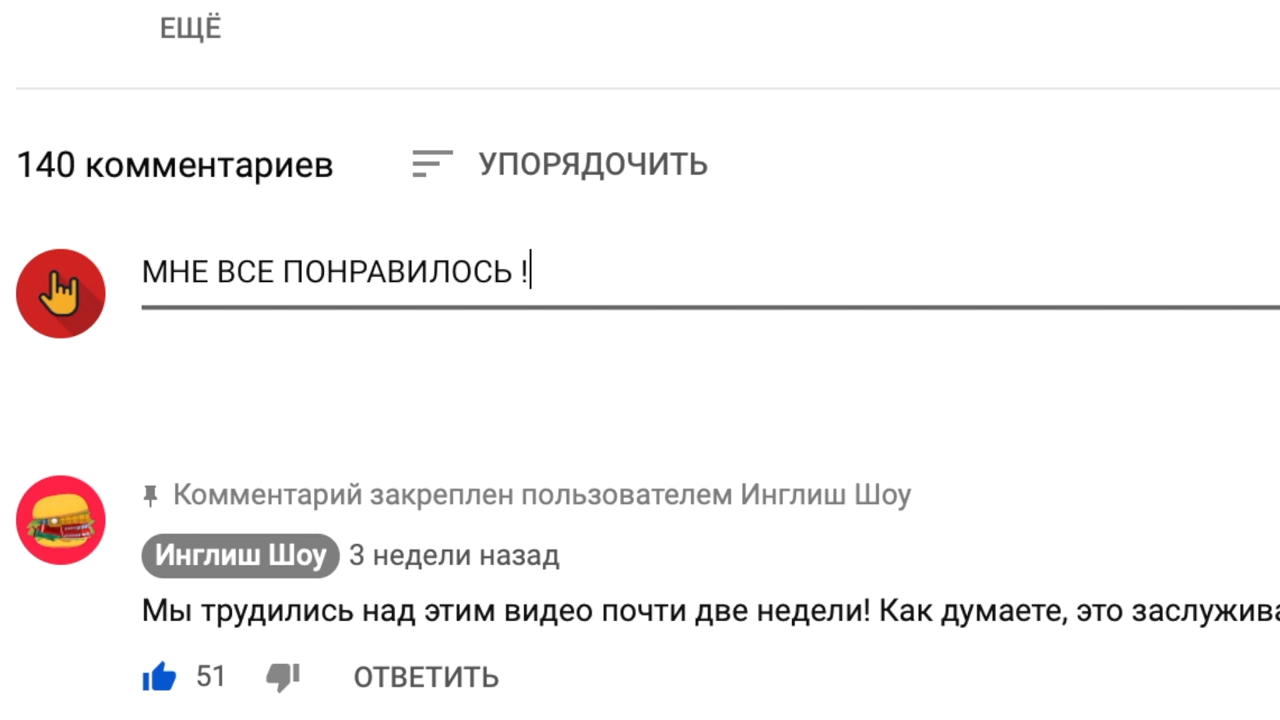 ЕЩЁ
140 комментариев УПОРЯДОЧИТЬ
МНЕ ВСЕ ПОНРАВИЛОСЬ !
Комментарий закреплен пользователем Инглиш Шоу
Инглиш Шоу 3 недели назад
Мы трудились над этим видео почти две недели! Как думаете, это
51 ОТВЕТИТЬ